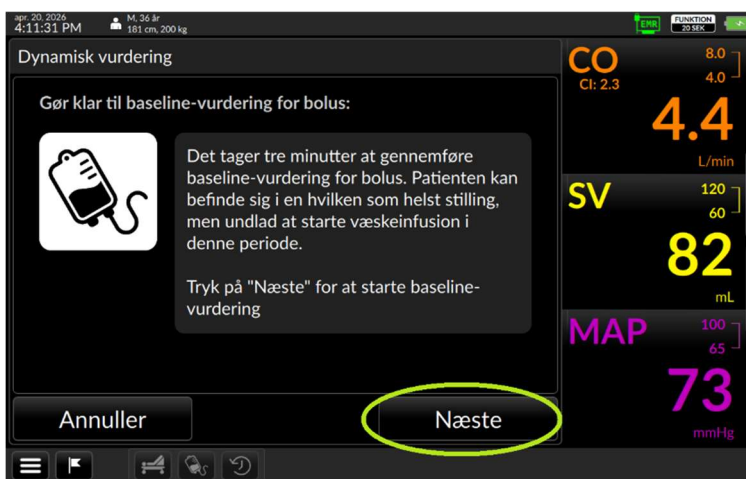 apr. 20, 2026
4:11:31 PM
M, 36 år
181 cm, 200 kg
EMR
FUNKTION
20 SEK
Dynamisk vurdering
Gør klar til baseline-vurdering for bolus:
Det tager tre minutter at gennemføre
baseline-vurdering for bolus. Patienten kan
befinde sig i en hvilken som helst stilling,
men undlad at starte væskeinfusion i
denne periode.
Tryk på "Næste" for at starte baseline-
vurdering
Annuller
Næste
CO
CI: 2.3
8.0
4.0
4.4
L/min
SV
120
60
82
mL
MAP
100
65
73
mmHg